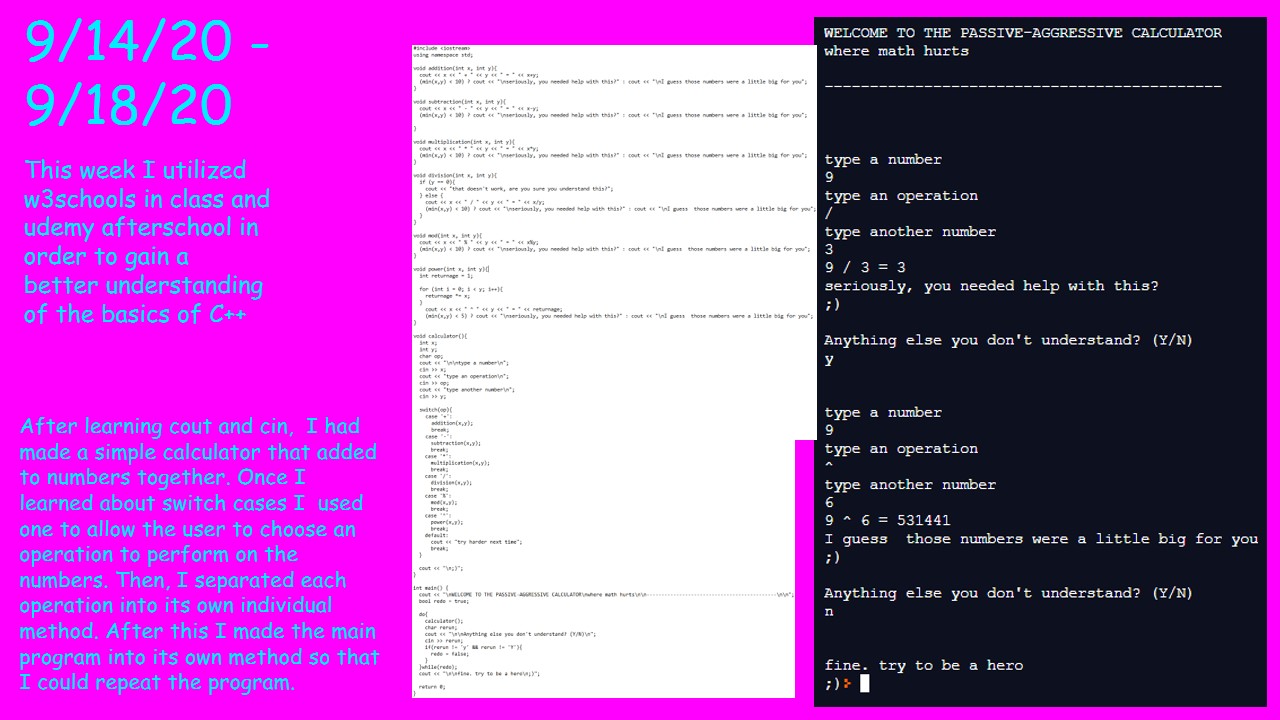 9/14/20 -
9/18/20
This week I utilized
w3schools in class and
udemy afterschool in
order to gain a
better understanding
of the basics of C++
After learning cout and cin,  I had
made a simple calculator that added
to numbers together. Once I
learned about switch cases I  used
one to allow the user to choose an
operation to perform on the
numbers. Then, I separated each
operation into its own individual
method. After this I made the main
program into its own method so that
I could repeat the program.
#include <iostream>
using namespace std;
void addition(int x, int y){
cout << x << " + " << y << " = " << x+y;
(min(x,y) < 10) ? cout << "\nseriously, you needed help with this?" : cout << "\nI guess those numbers were a little big for you";
}
void subtraction(int x, int y){
cout << x << " - " << y << " = " << x-y;
(min(x,y) < 10) ? cout << "\nseriously, you needed help with this?" : cout << "\nI guess those numbers were a little big for you";
}
void multiplication(int x, int y){
cout << x << " * " << y << " = " << x*y;
(min(x,y) < 10) ? cout << "\nseriously, you needed help with this?" : cout << "\nI guess those numbers were a little big for you";
}
void division(int x, int y){
if (y == 0){
cout << "that doesn't work, are you sure you understand this?";
} else {
cout << x << " / " << y << " = " << x/y;
(min(x,y) < 10) ? cout << "\nseriously, you needed help with this?" : cout << "\nI guess  those numbers were a little big for you";
}
}
void mod(int x, int y){
cout << x << " % " << y << " = " << x%y;
(min(x,y) < 10) ? cout << "\nseriously, you needed help with this?" : cout << "\nI guess  those numbers were a little big for you";
}
void power(int x, int y){
int returnage = 1;
for (int i = 0; i < y; i++){
returnage *= x;
}
cout << x << " ^ " << y << " = " << returnage;
(min(x,y) < 5) ? cout << "\nseriously, you needed help with this?" : cout << "\nI guess  those numbers were a little big for you";
}
void calculator(){
int x;
int y;
char op;
cout << "\n\ntype a number\n";
cin >> x;
cout << "type an operation\n";
cin >> op;
cout << "type another number\n";
cin >> y;
switch(op){
case '+':
addition(x,y);
break;
case '-':
subtraction(x,y);
break;
case '*':
multiplication(x,y);
break;
case '/':
division(x,y);
break;
case '%':
mod(x,y);
break;
case '^':
power(x,y);
break;
default:
cout << "try harder next time";
break;
}
cout << "\n;)";
}
int main() {
cout << "\nWELCOME TO THE PASSIVE-AGGRESSIVE CALCULATOR\nwhere math hurts\n\n--------------------------------------------\n\n";
bool redo = true;
do{
calculator();
char rerun;
cout << "\n\nAnything else you don't understand? (Y/N)\n";
cin >> rerun;
if(rerun != 'y' && rerun != 'Y'){
redo = false;
}
}while(redo);
cout << "\n\nfine. try to be a hero\n;)";
return 0;
}
WELCOME TO THE PASSIVE-AGGRESSIVE CALCULATOR
where math hurts
--------------------------------------------
type a number
9
type an operation
/
type another number
3
9 / 3 = 3
seriously, you needed help with this?
;)
Anything else you don't understand? (Y/N)
y
type a number
9
type an operation
^
type another number
6
9 ^ 6 = 531441
I guess  those numbers were a little big for you
;)
Anything else you don't understand? (Y/N)
n
fine. try to be a hero
;)>